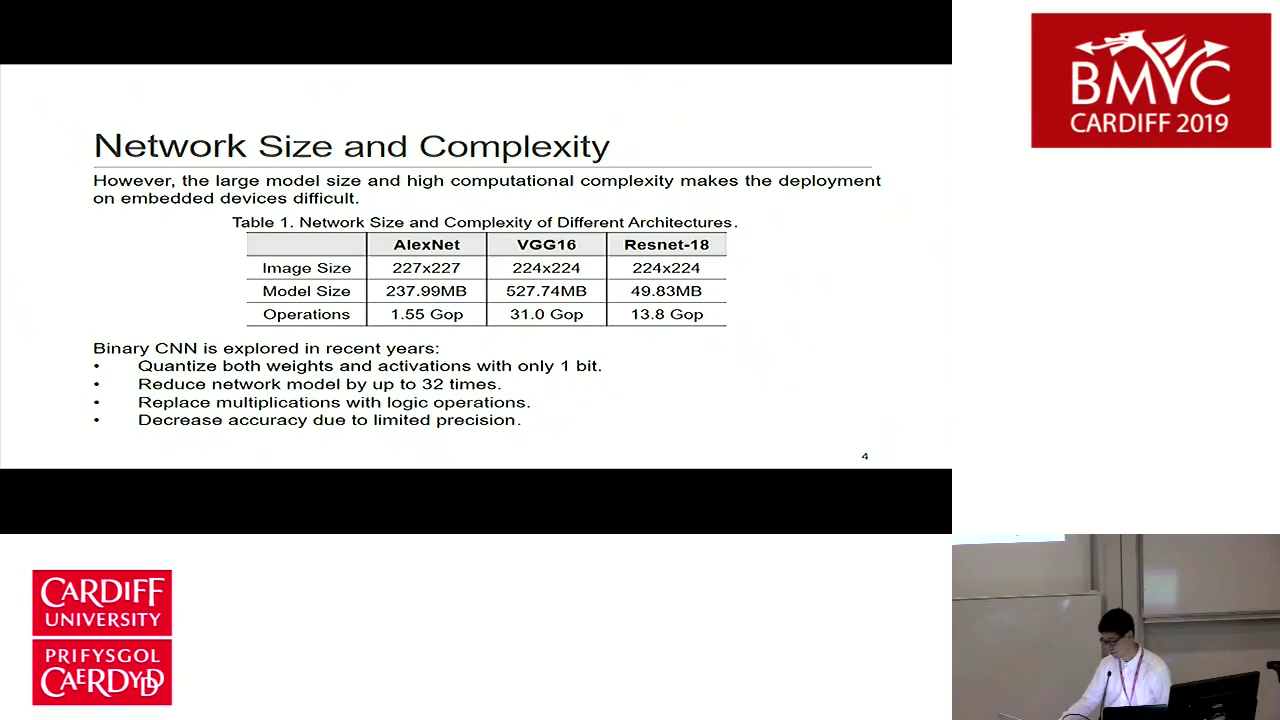 BMVC
CARDIFF 2019
Network Size and Complexity
However, the large model size and high computational complexity makes the deployment
on embedded devices difficult.
Table 1. Network Size and Complexity of Different Architectures.
AlexNet VGG16 Resnet-18
Image Size 227x227 224x224 224x224
Model Size 237.99MB 527.74MB 49.83MB
Operations 1.55 Gop 31.0 Gop 13.8 Gop
Binary CNN is explored in recent years:
• Quantize both weights and activations with only 1 bit.
• Reduce network model by up to 32 times.
• Replace multiplications with logic operations.
• Decrease accuracy due to limited precision.
4
CARDIFF
UNIVERSITY
PRIFYSGOL
CAERDYDD